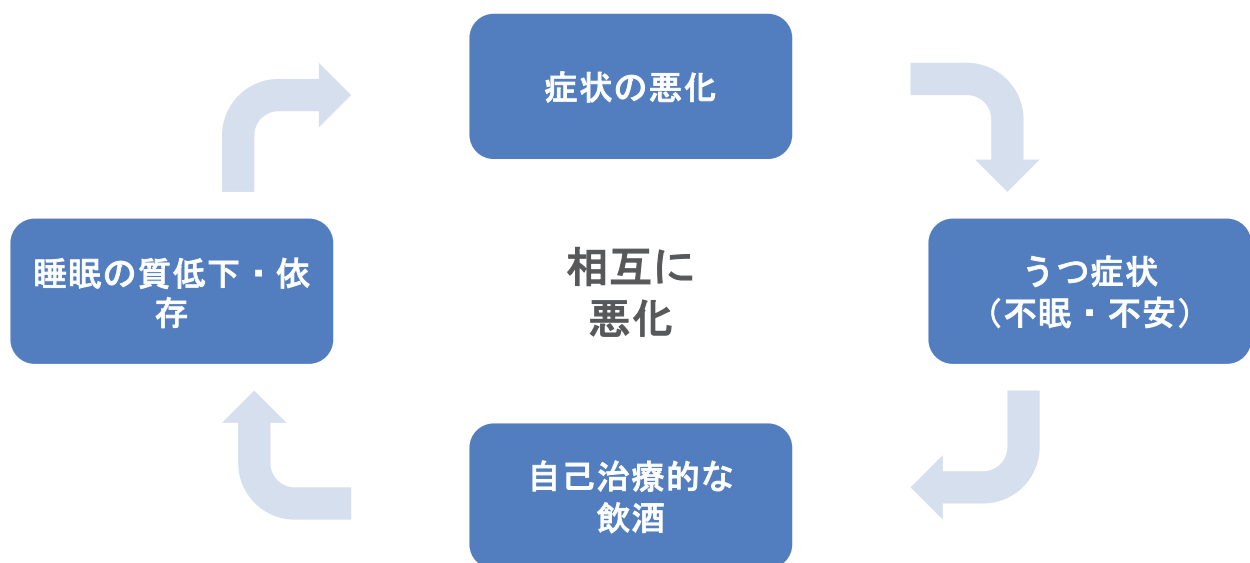 症状の悪化
うつ症状
（不眠・不安）
自己治療的な
飲酒
睡眠の質低下・依
存
相互に
悪化